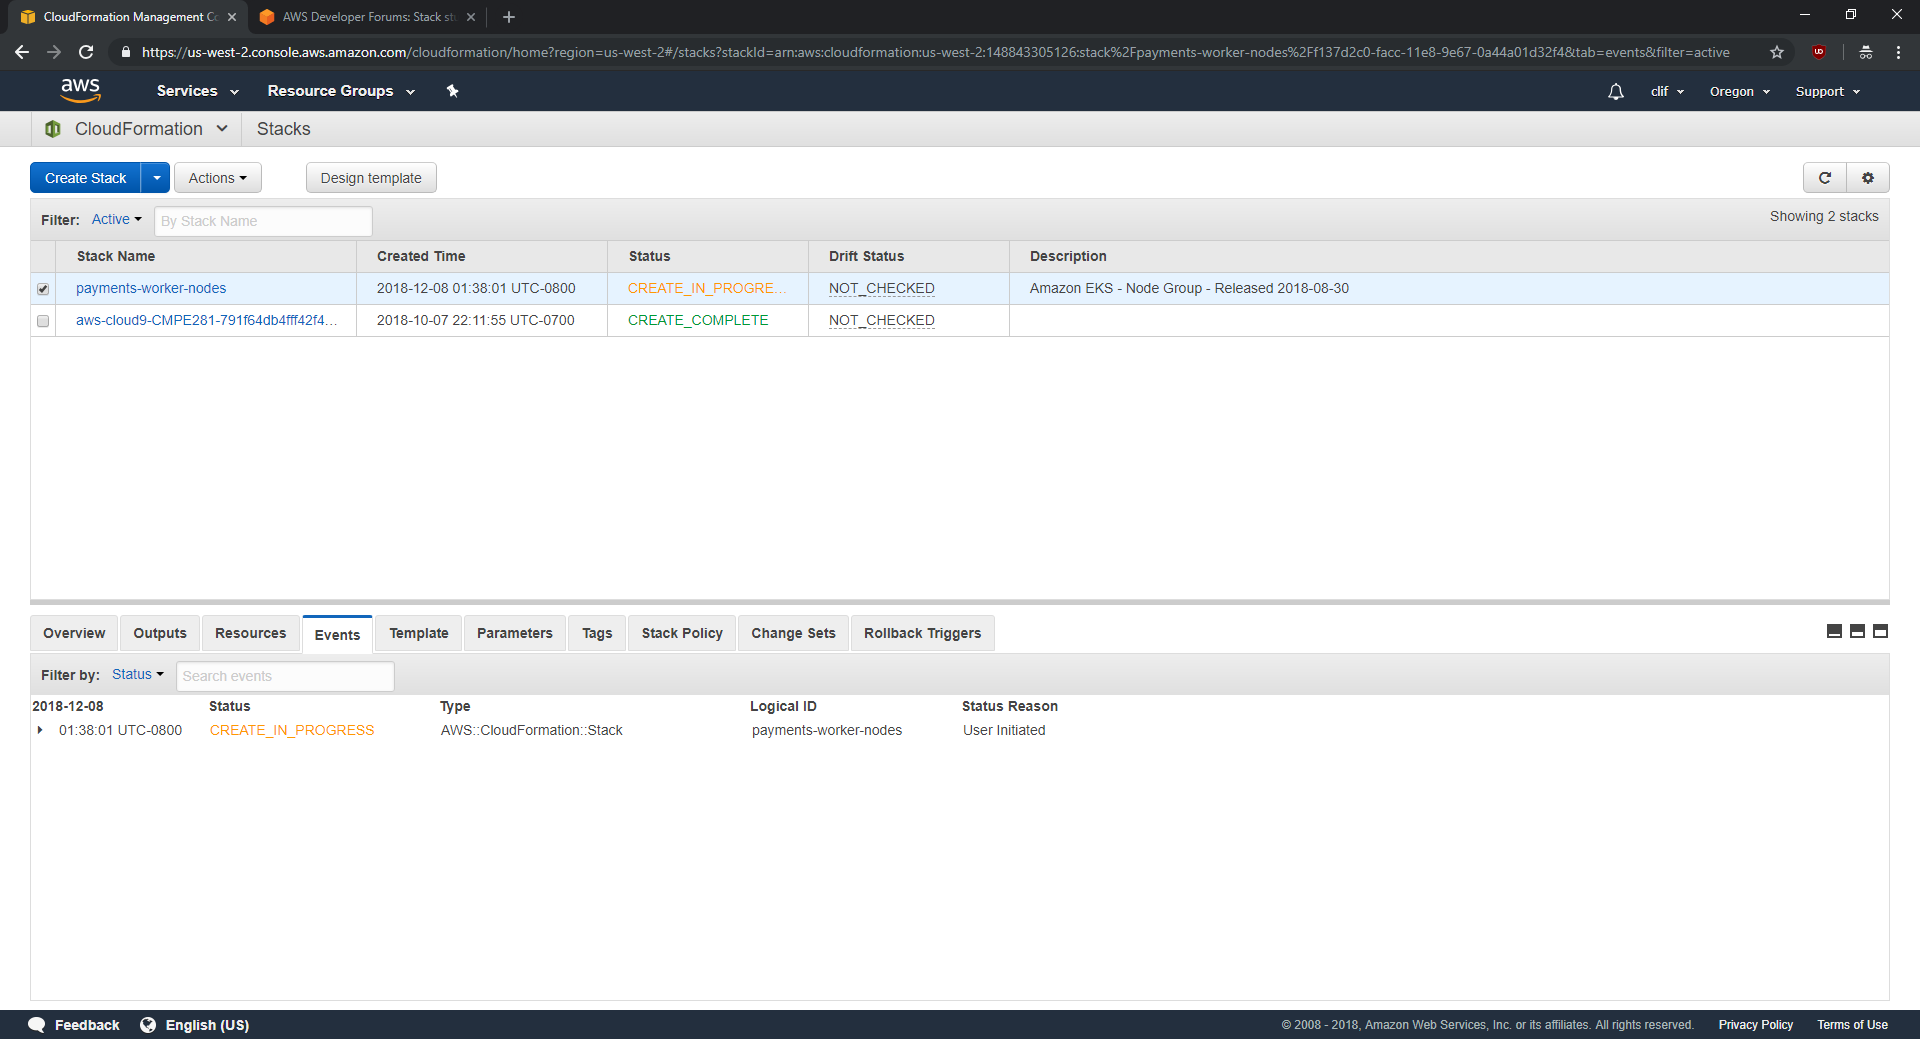 CloudFormation Management Co
AWS Developer Forums: Stack stu
https://us-west-2.console.aws.amazon.com/cloudformation/home?region=us-west-2#/stacks?stackId=arn:aws:cloudformation:us-west-2:148843305126:stack%2Fpayments-worker-nodes%2Ff137d2c0-facc-11e8-9e67-0a44a01d32f4&tab=events&filter=active
aws Services Resource Groups clif Oregon Support
CloudFormation Stacks
Create Stack Actions Design template
Filter: Active By Stack Name Showing 2 stacks
Stack Name Created Time Status Drift Status Description
payments-worker-nodes 2018-12-08 01:38:01 UTC-0800 CREATE_IN_PROGRE... NOT_CHECKED Amazon EKS - Node Group - Released 2018-08-30
aws-cloud9-CMPE281-791f64db4fff42f4... 2018-10-07 22:11:55 UTC-0700 CREATE_COMPLETE NOT_CHECKED
Overview Outputs Resources Events Template Parameters Tags Stack Policy Change Sets Rollback Triggers
Filter by: Status Search events
2018-12-08 Status Type Logical ID Status Reason
01:38:01 UTC-0800 CREATE_IN_PROGRESS AWS::CloudFormation::Stack payments-worker-nodes User Initiated
Feedback English (US) © 2008 - 2018, Amazon Web Services, Inc. or its affiliates. All rights reserved. Privacy Policy Terms of Use